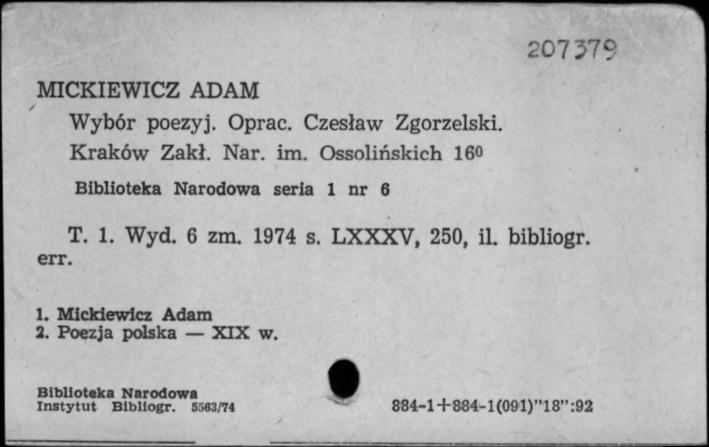 207379
MICKIEWICZ ADAM
Wybór poezyj. Oprac. Czesław Zgorzelski.
Kraków Zakł. Nar. im. Ossolińskich 16⁰
Biblioteka Narodowa seria 1 nr 6
T. 1. Wyd. 6 zm. 1974 s. LXXXV, 250, il. bibliogr.
err.
1. Mickiewicz Adam
2. Poezja polska — XIX w.
Biblioteka Narodowa
Instytut Bibliogr. 5563/74
884-1+884-1(091)"18":92